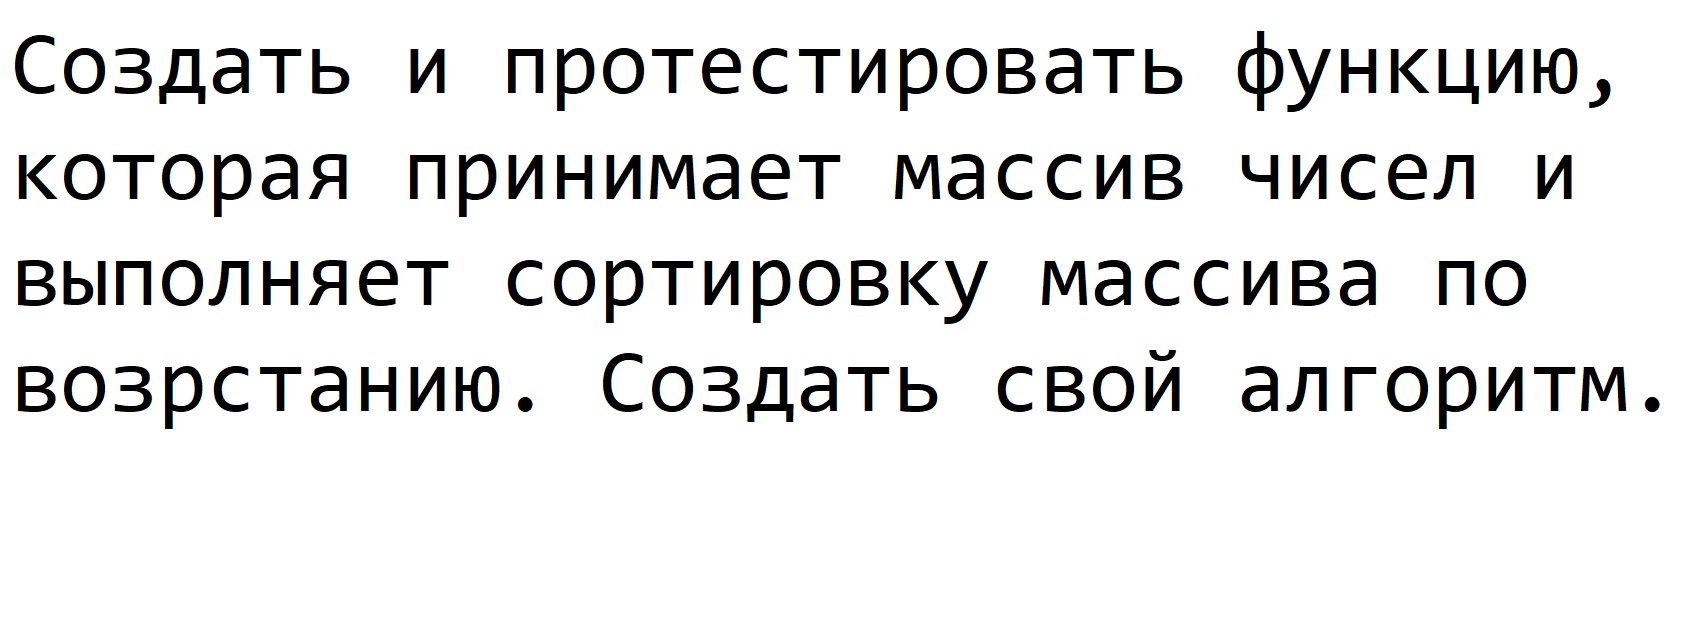 Создать и протестировать функцию,
которая принимает массив чисел и
выполняет сортировку массива по
возрстанию. Создать свой алгоритм.